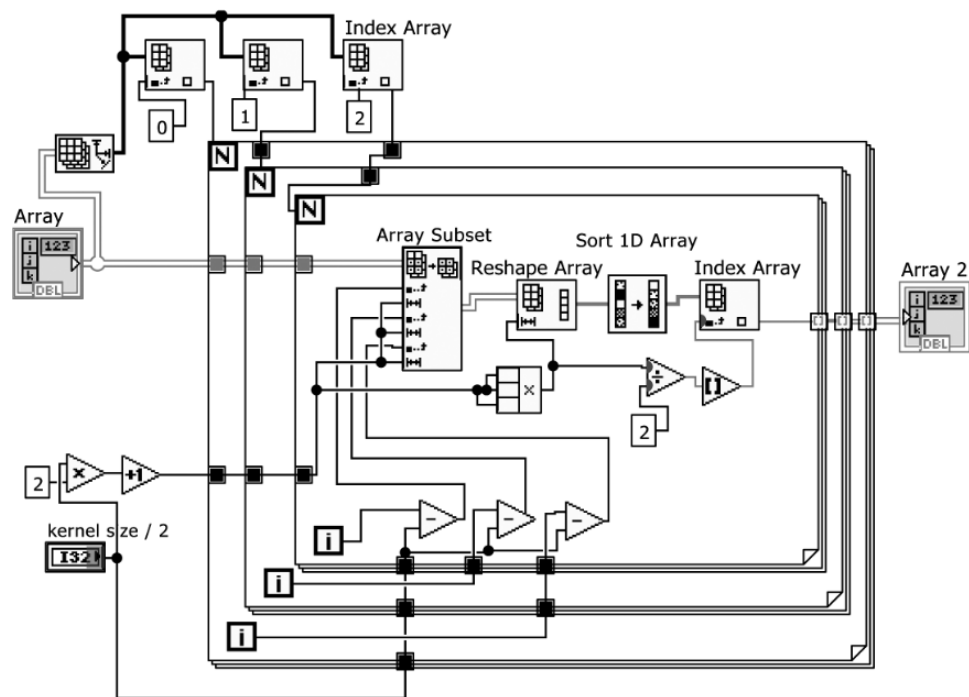 Index Array
0
1
2
N
N
N
Array
i 123
j
k
DBL
Array Subset
Reshape Array
Sort 1D Array
Index Array
Array 2
i 123
j
k
DBL
x
÷
[ ]
2
2
x
+1
kernel size / 2
I32
-
-
-
i
i
i